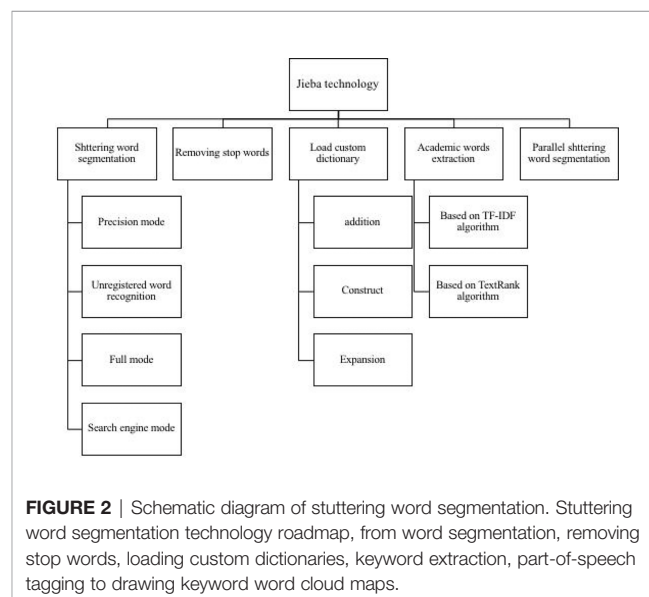 Jieba technology
Shttering word
segmentation
Removing stop words
Load custom
dictionary
Academic words
extraction
Parallel shttering
word segmentation
Precision mode
Unregistered word
recognition
Full mode
Search engine mode
addition
Construct
Expansion
Based on TF-IDF
algorithm
Based on TextRank
algorithm
FIGURE 2 | Schematic diagram of stuttering word segmentation. Stuttering
word segmentation technology roadmap, from word segmentation, removing
stop words, loading custom dictionaries, keyword extraction, part-of-speech
tagging to drawing keyword word cloud maps.